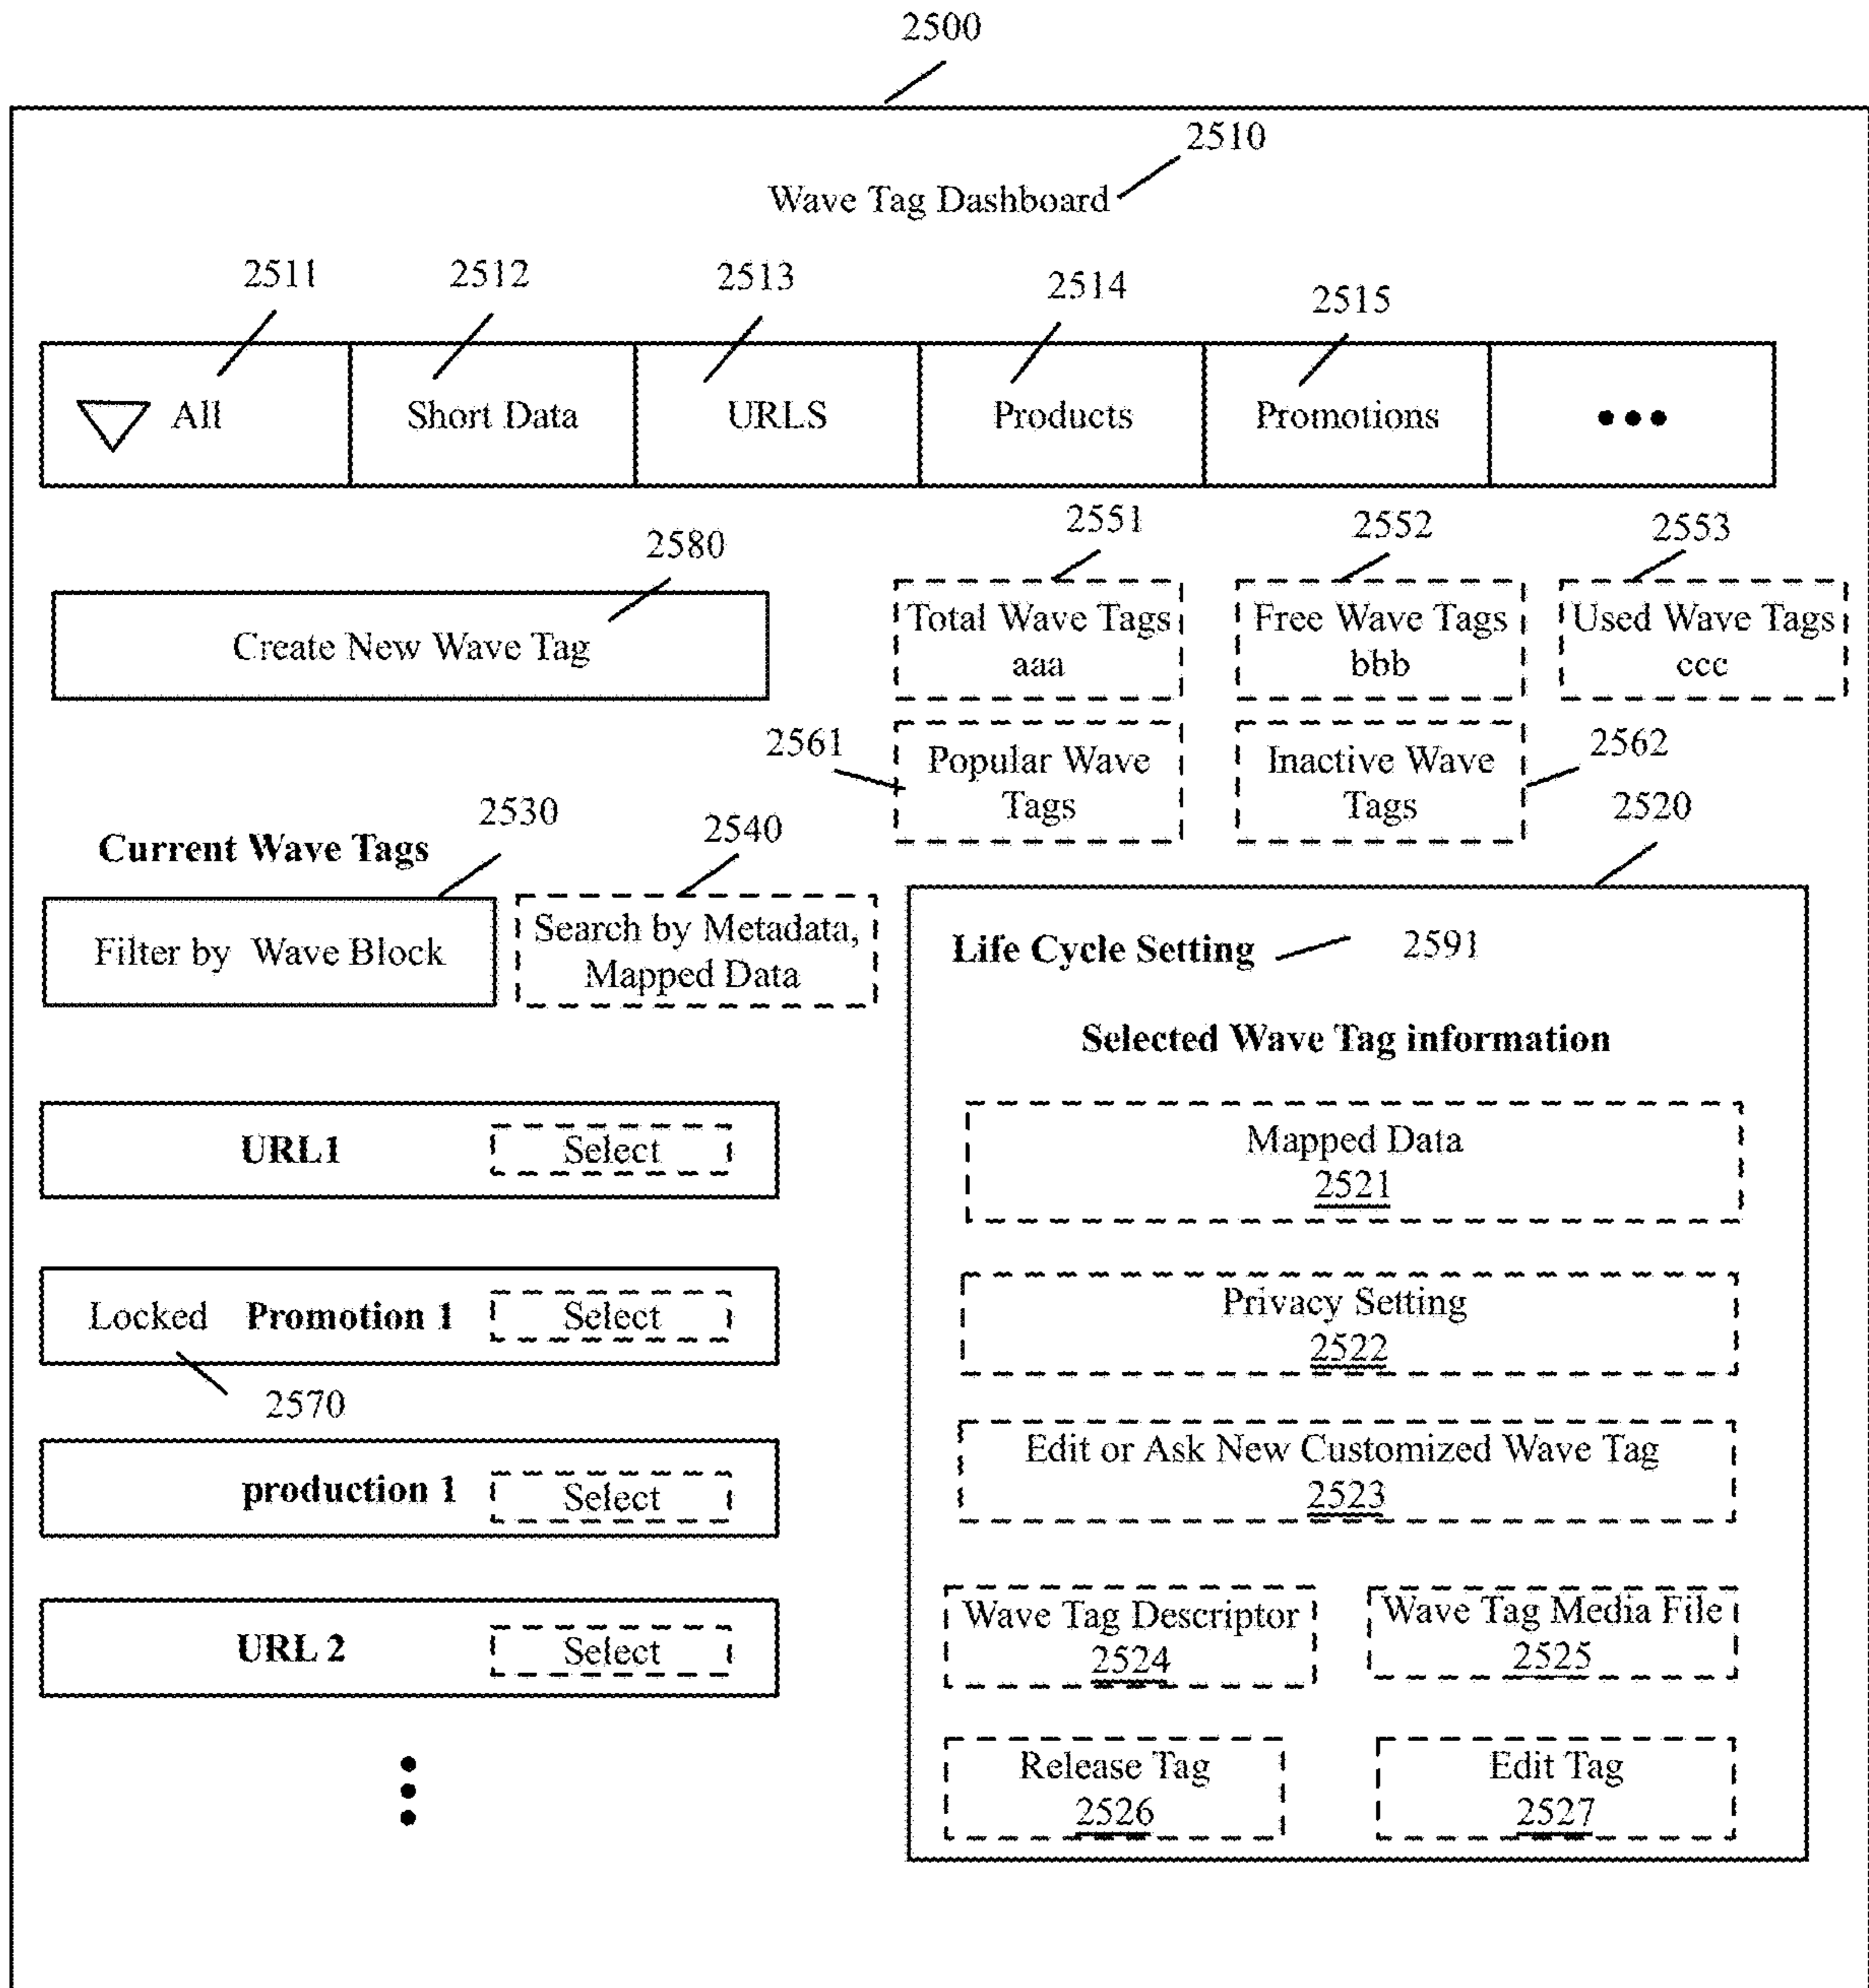 2500
2510
Wave Tag Dashboard
2511 2512 2513 2514 2515
All Short Data URLS Products Promotions •••
2551 2552 2553
2580
Create New Wave Tag
Total Wave Tags
aaa
Free Wave Tags
bbb
Used Wave Tags
ccc
2561
Popular Wave
Tags
Inactive Wave
Tags
2562
2520
2530
2540
Current Wave Tags
Filter by Wave Block
Search by Metadata,
Mapped Data
URL1 Select
Locked Promotion 1 Select
2570
production 1 Select
URL 2 Select
Life Cycle Setting 2591
Selected Wave Tag information
Mapped Data
2521
Privacy Setting
2522
Edit or Ask New Customized Wave Tag
2523
Wave Tag Descriptor
2524
Wave Tag Media File
2525
Release Tag
2526
Edit Tag
2527